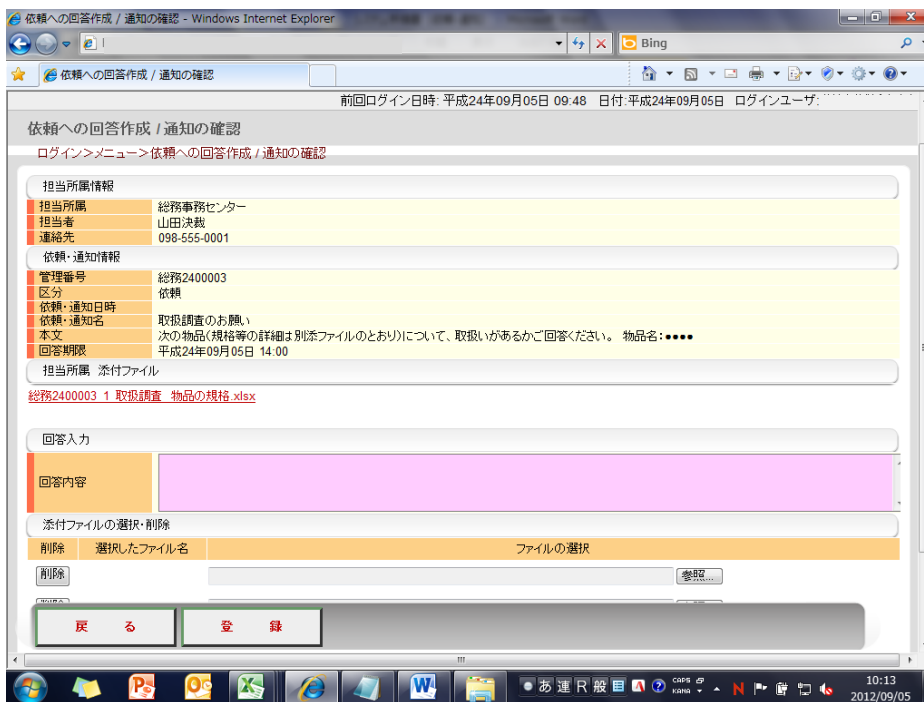 依頼への回答作成 / 通知の確認 - Windows Internet Explorer
Bing
依頼への回答作成 / 通知の確認
前回ログイン日時: 平成24年09月05日 09:48 日付:平成24年09月05日 ログインユーザ:
依頼への回答作成 / 通知の確認
ログイン>メニュー>依頼への回答作成 / 通知の確認
担当所属情報
担当所属 総務事務センター
担当者 山田決裁
連絡先 098-555-0001
依頼・通知情報
管理番号 総務2400003
区分 依頼
依頼・通知日時
依頼・通知名 取扱調査のお願い
本文 次の物品(規格等の詳細は別添ファイルのとおり)について、取扱いがあるかご回答ください。 物品名:●●●●
回答期限 平成24年09月05日 14:00
担当所属 添付ファイル
総務2400003_1_取扱調査 物品の規格.xlsx
回答入力
回答内容
添付ファイルの選択・削除
削除 選択したファイル名 ファイルの選択
削除 参照...
戻 る 登 録
あ 連 R 般 CAPS KANA 10:13
2012/09/05